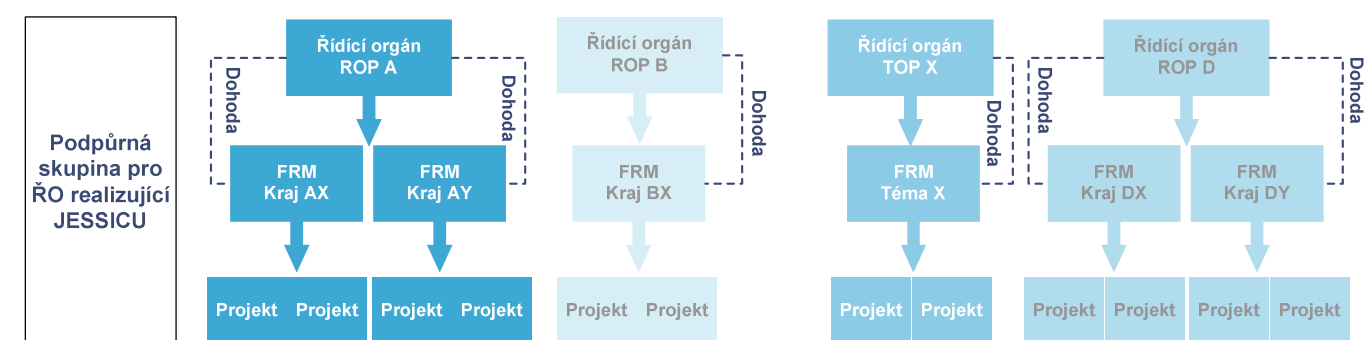 Podpůrná
skupina pro
ŘO realizující
JESSICU
Řídící orgán
ROP A
Dohoda
Dohoda
FRM
Kraj AX
FRM
Kraj AY
Projekt
Projekt
Projekt
Projekt
Řídící orgán
ROP B
Dohoda
FRM
Kraj BX
Projekt
Projekt
Řídící orgán
TOP X
Dohoda
FRM
Téma X
Projekt
Projekt
Řídící orgán
ROP D
Dohoda
Dohoda
FRM
Kraj DX
FRM
Kraj DY
Projekt
Projekt
Projekt
Projekt